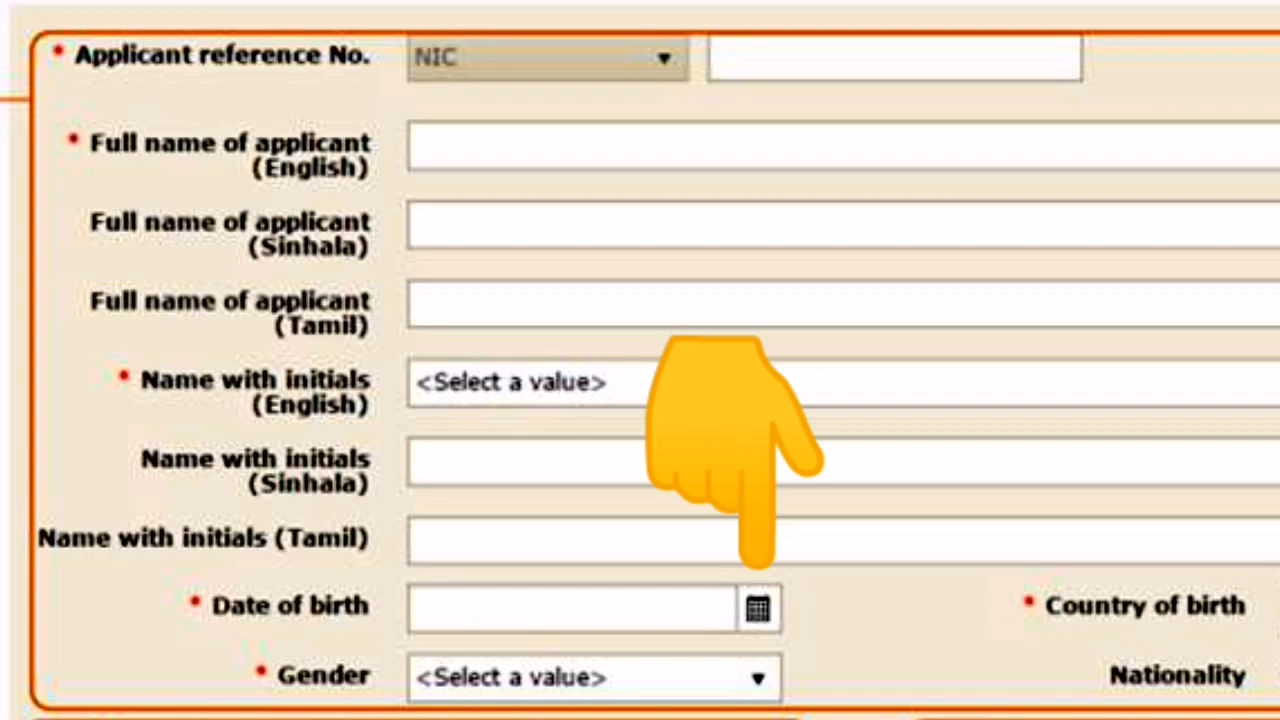 * Applicant reference No. NIC
* Full name of applicant
(English)
Full name of applicant
(Sinhala)
Full name of applicant
(Tamil)
* Name with initials <Select a value>
(English)
Name with initials
(Sinhala)
Name with initials (Tamil)
* Date of birth * Country of birth
* Gender <Select a value> Nationality